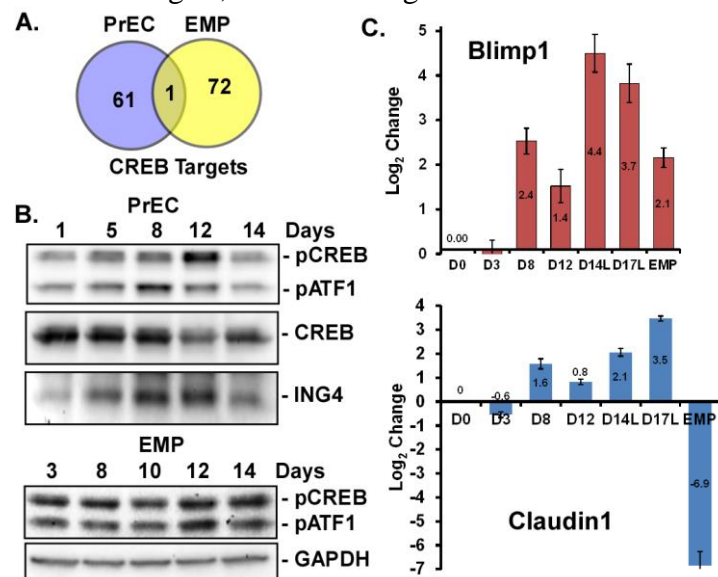 A.
PrEC EMP
61 1 72
CREB Targets
B.
PrEC
1 5 8 12 14 Days
- pCREB
- pATF1
- CREB
- ING4
EMP
3 8 10 12 14 Days
- pCREB
- pATF1
- GAPDH
C.
Blimp1
Log2 Change
5
4
3
2
1
0
0.00
2.4
1.4
4.4
3.7
2.1
D0 D3 D8 D12 D14L D17L EMP
Log2 Change
4
3
2
1
0
-1
-2
-3
-4
-5
-6
-7
0
-0.6
1.6
0.8
2.1
3.5
-6.9
D0 D3 D8 D12 D14L D17L EMP
Claudin1